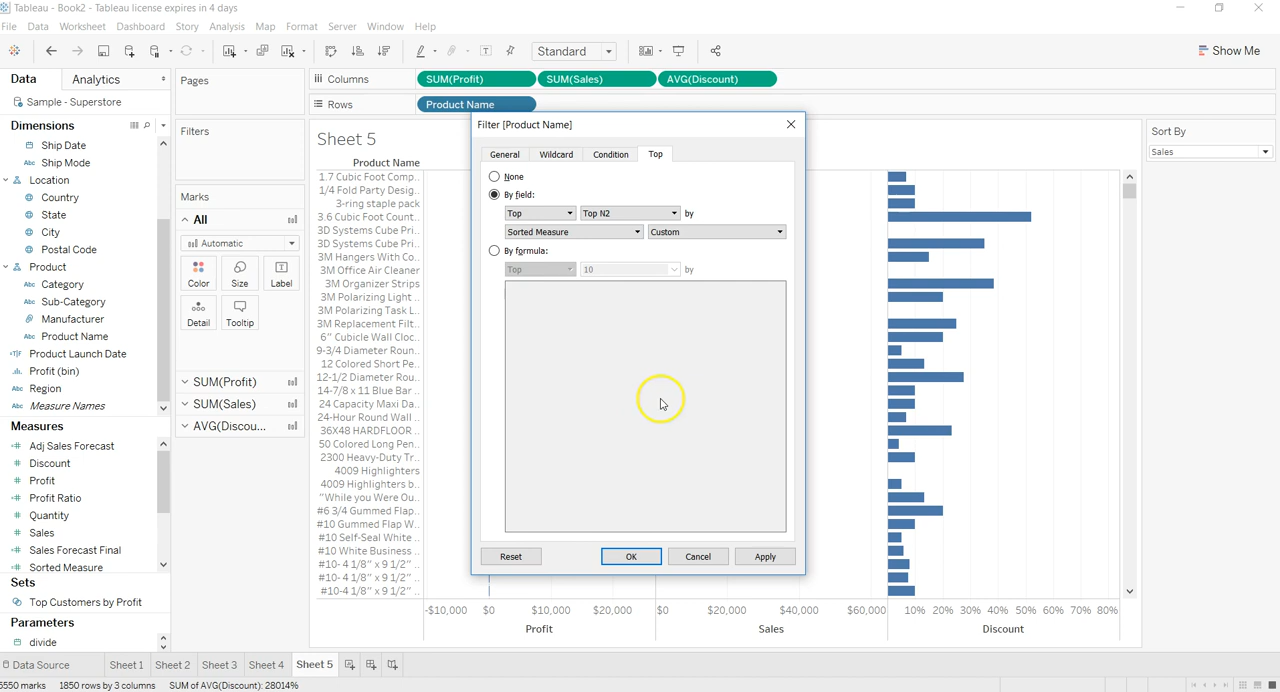 Tableau - Book2 - Tableau license expires in 4 days
File Data Worksheet Dashboard Story Analysis Map Format Server Window Help
Standard
Show Me
Data Analytics
Sample - Superstore
Dimensions
Ship Date
Abc Ship Mode
Location
Country
State
City
Postal Code
Product
Abc Category
Abc Sub-Category
Manufacturer
Abc Product Name
Product Launch Date
Profit (bin)
Abc Region
Abc Measure Names
Measures
Adj Sales Forecast
Discount
Profit
Profit Ratio
Quantity
Sales
Sales Forecast Final
Sorted Measure
Sets
Top Customers by Profit
Parameters
divide
Pages
Filters
Marks
All
Automatic
Color Size Label
Detail Tooltip
SUM(Profit)
SUM(Sales)
AVG(Discou...
Columns SUM(Profit) SUM(Sales) AVG(Discount)
Rows Product Name
Sheet 5
Product Name
1.7 Cubic Foot Comp..
1/4 Fold Party Desig..
3-ring staple pack
3.6 Cubic Foot Count..
3D Systems Cube Pri..
3D Systems Cube Pri..
3M Hangers With Co..
3M Office Air Cleaner
3M Organizer Strips
3M Polarizing Light ..
3M Polarizing Task L..
3M Replacement Filt..
6" Cubicle Wall Cloc..
9-3/4 Diameter Roun..
12 Colored Short Pe..
12-1/2 Diameter Rou..
14-7/8 x 11 Blue Bar ..
24 Capacity Maxi Da..
24-Hour Round Wall ..
36X48 HARDFLOOR ..
50 Colored Long Pen..
2300 Heavy-Duty Tr..
4009 Highlighters
4009 Highlighters b..
"While you Were Ou..
#6 3/4 Gummed Flap..
#10 Gummed Flap W..
#10 Self-Seal White ..
#10 White Business ..
#10- 4 1/8" x 9 1/2" ..
#10- 4 1/8" x 9 1/2" ..
#10-4 1/8" x 9 1/2" ..
-$10,000 $0 $10,000 $20,000 $0 $20,000 $40,000 $60,000 10% 20% 30% 40% 50% 60% 70% 80%
Profit Sales Discount
Filter [Product Name]
General Wildcard Condition Top
None
By field:
Top Top N2 by
Sorted Measure Custom
By formula:
Top 10 by
Reset OK Cancel Apply
Sort By
Sales
Data Source Sheet 1 Sheet 2 Sheet 3 Sheet 4 Sheet 5
5550 marks 1850 rows by 3 columns SUM of AVG(Discount): 28014%